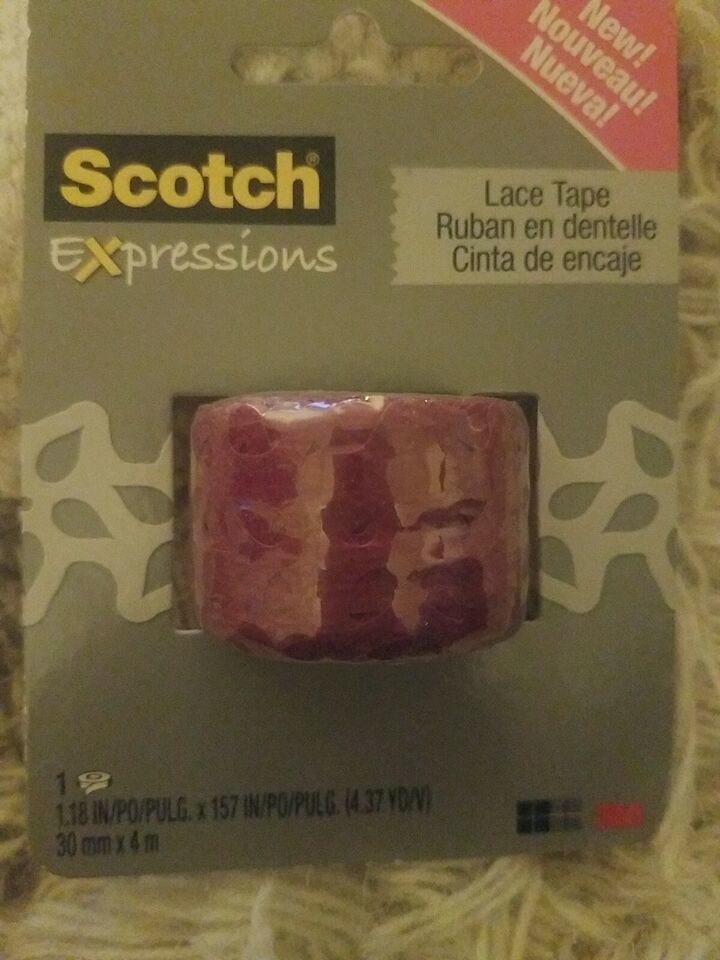 New!
Nouveau!
Nueva!
Scotch®
Expressions
Lace Tape
Ruban en dentelle
Cinta de encaje
1
1.18 IN/PO/PULG. x 157 IN/PO/PULG. (4.37 YD/V)
30 mm x 4 m
3M